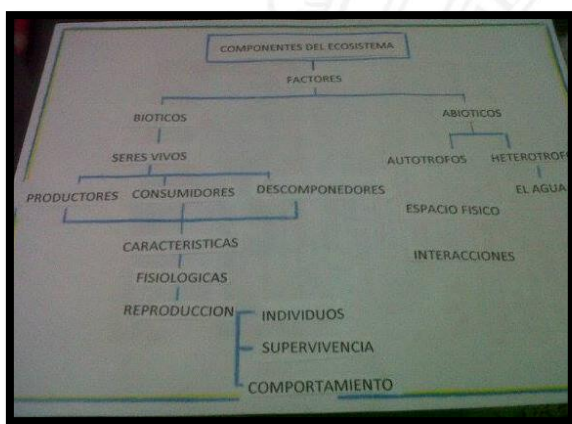 COMPONENTES DEL ECOSISTEMA
FACTORES
BIOTICOS
ABIOTICOS
SERES VIVOS
AUTOTROFOS
HETEROTROFO
PRODUCTORES
CONSUMIDORES
DESCOMPONEDORES
EL AGUA
ESPACIO FISICO
CARACTERISTICAS
INTERACCIONES
FISIOLOGICAS
REPRODUCCION
INDIVIDUOS
SUPERVIVENCIA
COMPORTAMIENTO